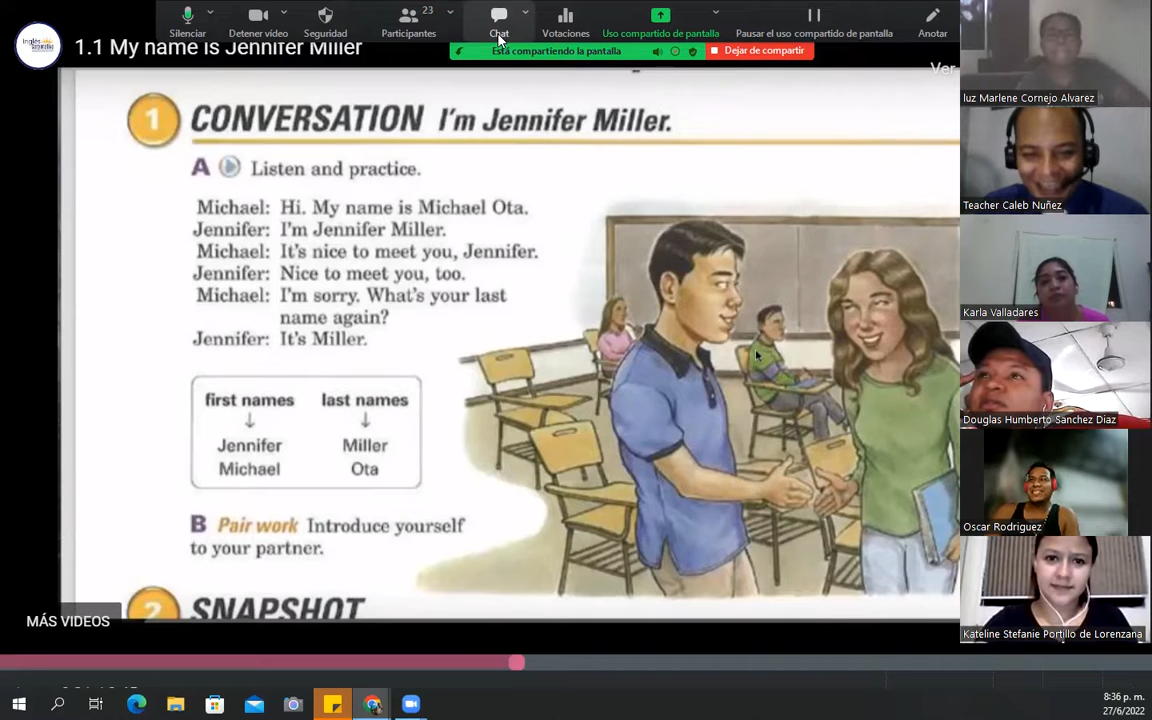 23
Silenciar
Detener vídeo
Seguridad
Participantes
Chat
Votaciones
Uso compartido de pantalla
Pausar el uso compartido de pantalla
Anotar
Está compartiendo la pantalla
Dejar de compartir
1.1 My name is Jennifer Miller
Ver
1 CONVERSATION I'm Jennifer Miller.
A Listen and practice.
Michael: Hi. My name is Michael Ota.
Jennifer: I'm Jennifer Miller.
Michael: It's nice to meet you, Jennifer.
Jennifer: Nice to meet you, too.
Michael: I'm sorry. What's your last
name again?
Jennifer: It's Miller.
first names last names
Jennifer Miller
Michael Ota
B Pair work Introduce yourself
to your partner.
2 SNAPSHOT
MÁS VIDEOS
luz Marlene Cornejo Alvarez
Teacher Caleb Nuñez
Karla Valladares
Douglas Humberto Sanchez Diaz
Oscar Rodriguez
Kateline Stefanie Portillo de Lorenzana
8:36 p. m.
27/6/2022